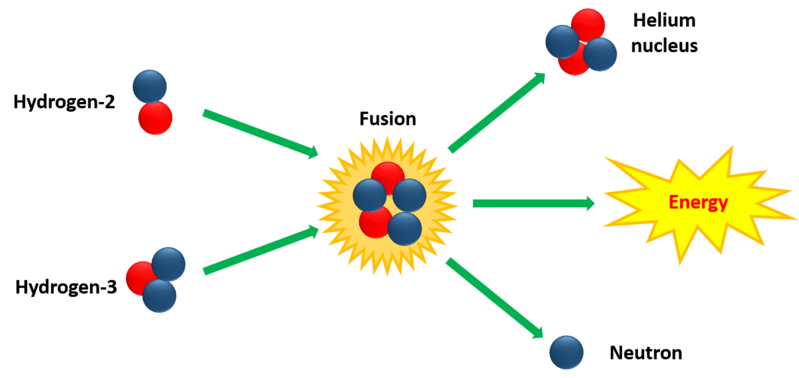 Helium
nucleus
Hydrogen-2
Fusion
Energy
Hydrogen-3
Neutron